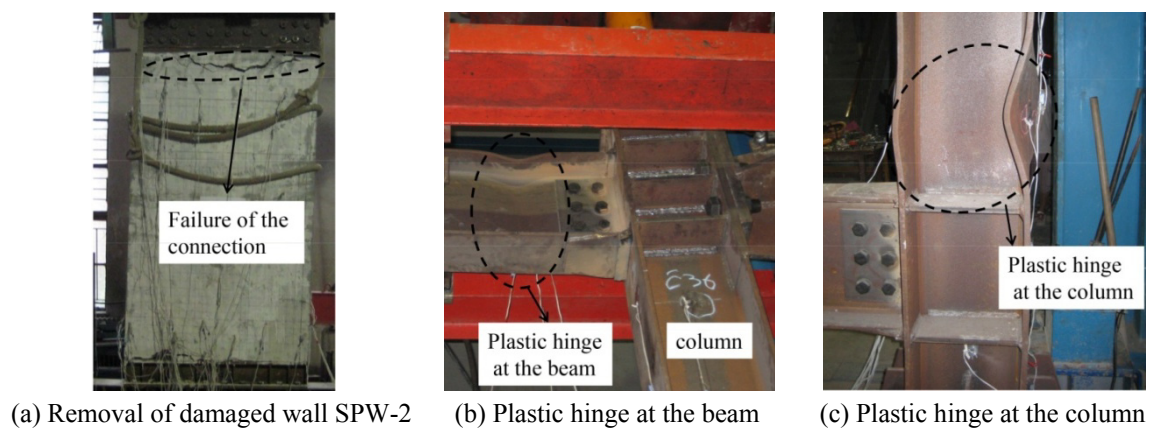 Failure of the
connection
Plastic hinge
at the beam
column
E36
Plastic hinge
at the column
(a) Removal of damaged wall SPW-2 (b) Plastic hinge at the beam (c) Plastic hinge at the column